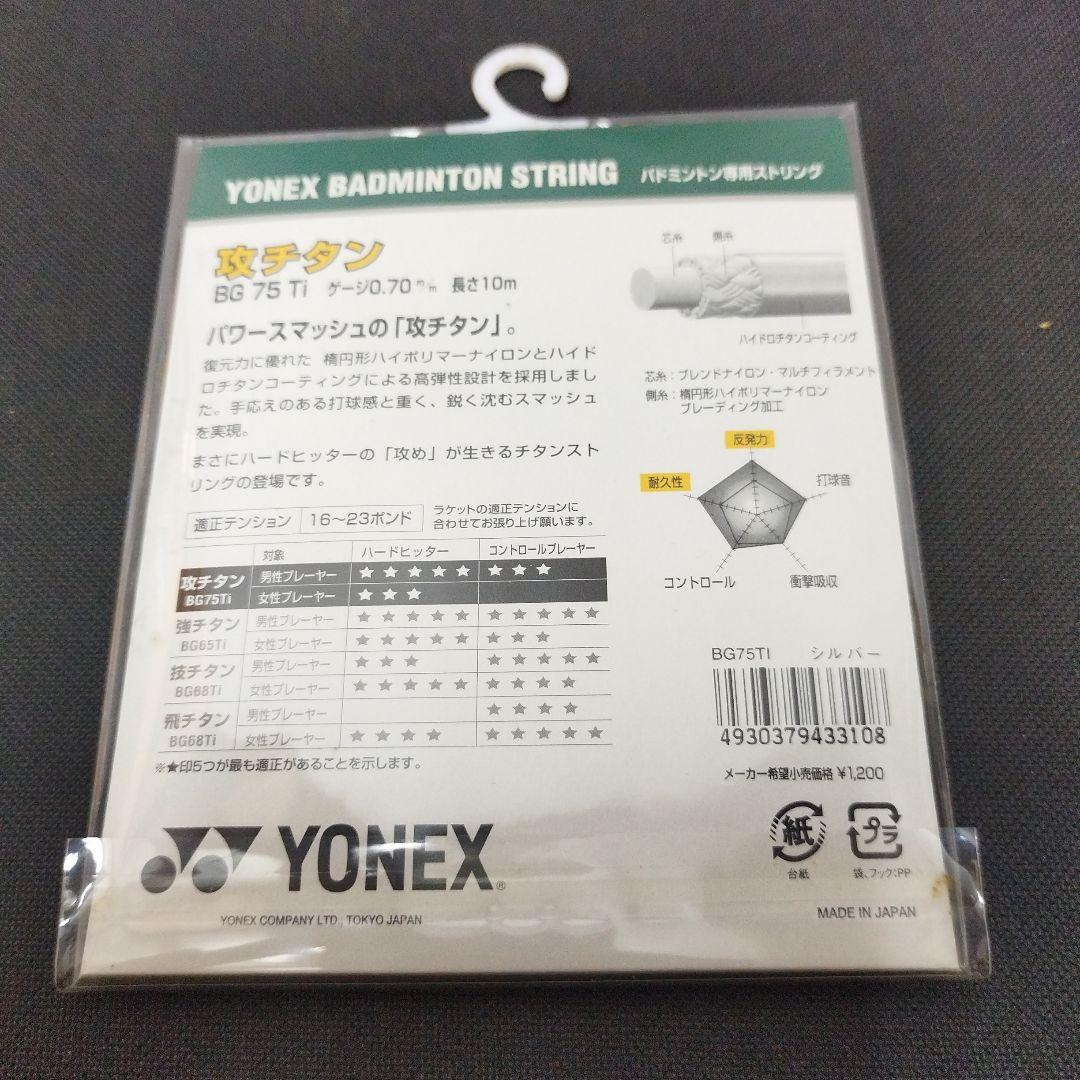 YONEX BADMINTON STRING バドミントン専用ストリング
攻チタン
BG 75 Ti ゲージ0.70m/m 長さ10m
パワースマッシュの「攻チタン」。
復元力に優れた 楕円形ハイポリマーナイロンとハイド
ロチタンコーティングによる高弾性設計を採用しまし
た。手応えのある打球感と重く、鋭く沈むスマッシュ
を実現。
まさにハードヒッターの「攻め」が生きるチタンスト
リングの登場です。
適正テンション 16〜23ポンド
ラケットの適正テンションに
合わせてお張り上げ願います。
対象 ハードヒッター コントロールプレーヤー
攻チタン 男性プレーヤー ★★★★★ ★★★
BG75Ti 女性プレーヤー ★★★
強チタン 男性プレーヤー ★★★★★ ★★★★★
BG65Ti 女性プレーヤー ★★★★★ ★★★
技チタン 男性プレーヤー ★★★ ★★★★★
BG68Ti 女性プレーヤー ★★★★★ ★★★★
飛チタン 男性プレーヤー ★★★★
BG68Ti 女性プレーヤー ★★★★ ★★★★★
※★印5つが最も適正があることを示します。
芯糸 側糸
ハイドロチタンコーティング
芯糸：ブレンドナイロン・マルチフィラメント
側糸：楕円形ハイポリマーナイロン
ブレーディング加工
反発力
耐久性
打球音
コントロール
衝撃吸収
BG75TI シルバー
4930379433108
メーカー希望小売価格 ¥1,200
紙
台紙
プラ
袋、フック:PP
YONEX®
YONEX COMPANY LTD., TOKYO JAPAN
MADE IN JAPAN